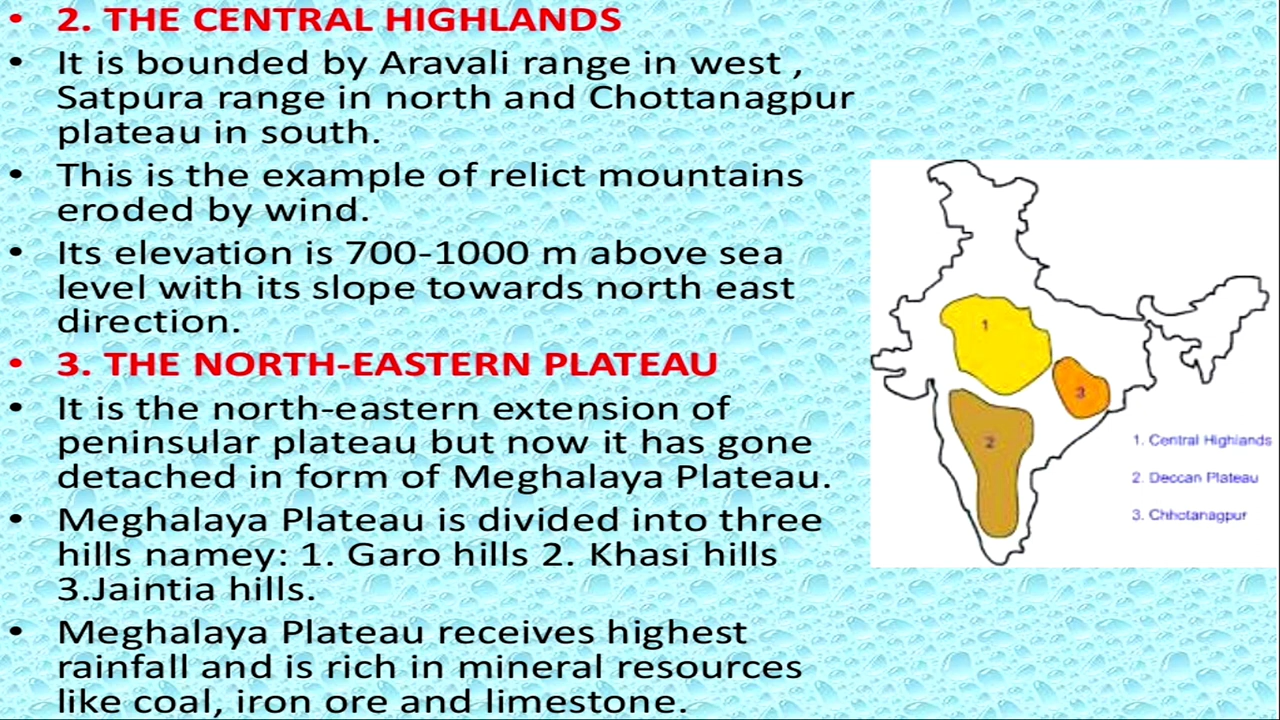 • 2. THE CENTRAL HIGHLANDS
• It is bounded by Aravali range in west ,
Satpura range in north and Chottanagpur
plateau in south.
• This is the example of relict mountains
eroded by wind.
• Its elevation is 700-1000 m above sea
level with its slope towards north east
direction.
• 3. THE NORTH-EASTERN PLATEAU
• It is the north-eastern extension of
peninsular plateau but now it has gone
detached in form of Meghalaya Plateau.
• Meghalaya Plateau is divided into three
hills namey: 1. Garo hills 2. Khasi hills
3.Jaintia hills.
• Meghalaya Plateau receives highest
rainfall and is rich in mineral resources
like coal, iron ore and limestone.
1
3
2
1. Central Highlands
2. Deccan Plateau
3. Chhotanagpur